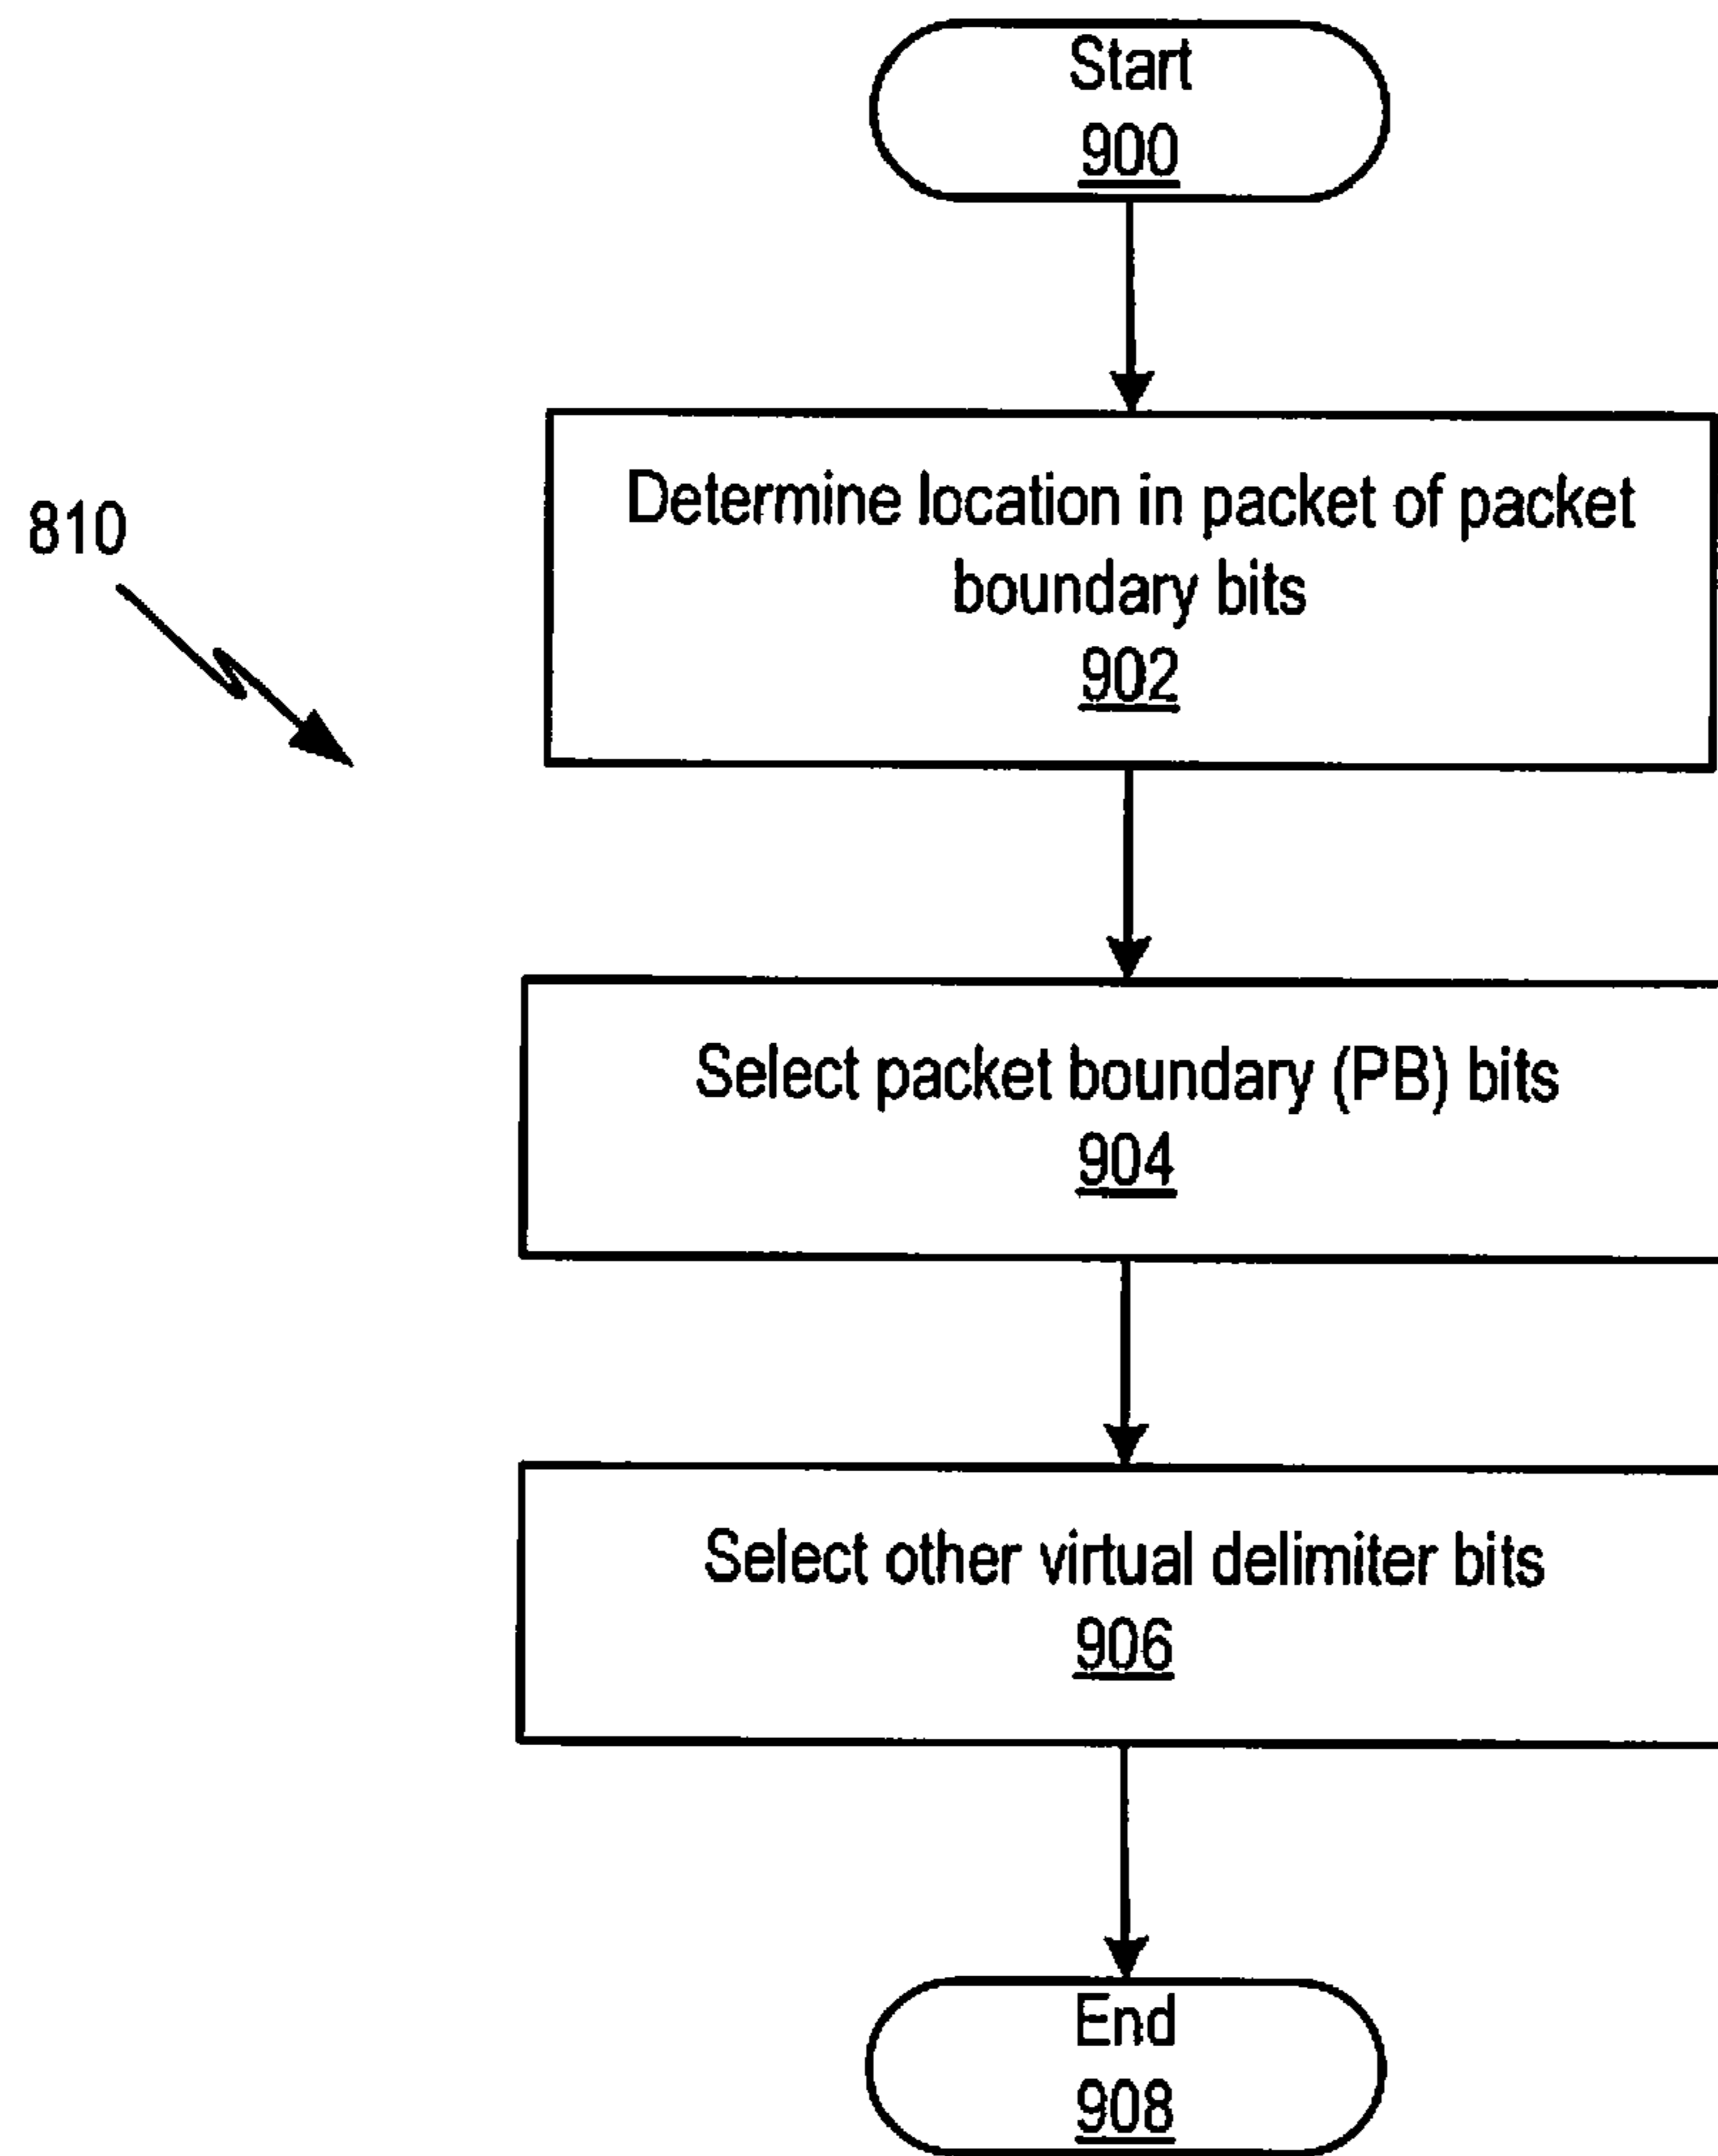 Start
900
810
Determine location in packet of packet
boundary bits
902
Select packet boundary (PB) bits
904
Select other virtual delimiter bits
906
End
908